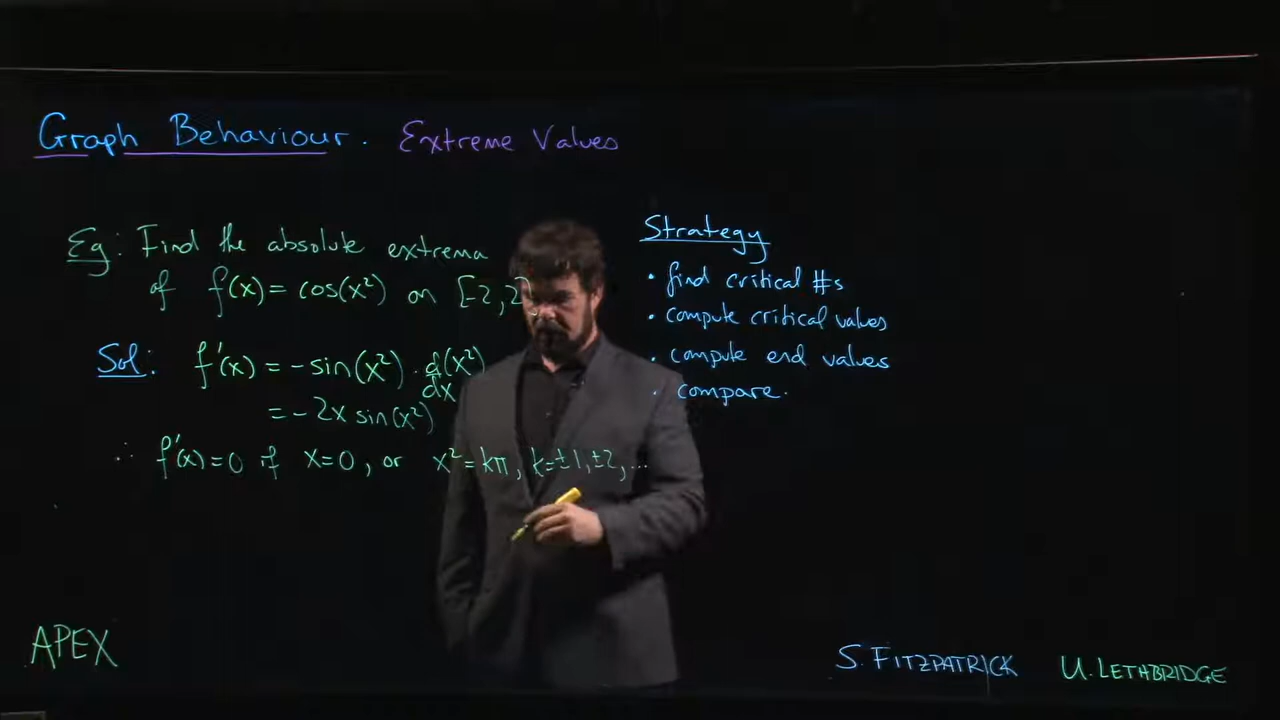 Graph Behaviour. Extreme Values
Eg: Find the absolute extrema
of f(x) = cos(x²) on [-2,2]
Sol: f'(x) = -sin(x²) · d/dx (x²)
= -2x sin(x²)
∴ f'(x)=0 if x=0, or x²=kπ, k=±1,±2,...
Strategy
• find critical #s
• compute critical values
• compute end values
• compare.
APEX
S. FITZPATRICK U. LETHBRIDGE